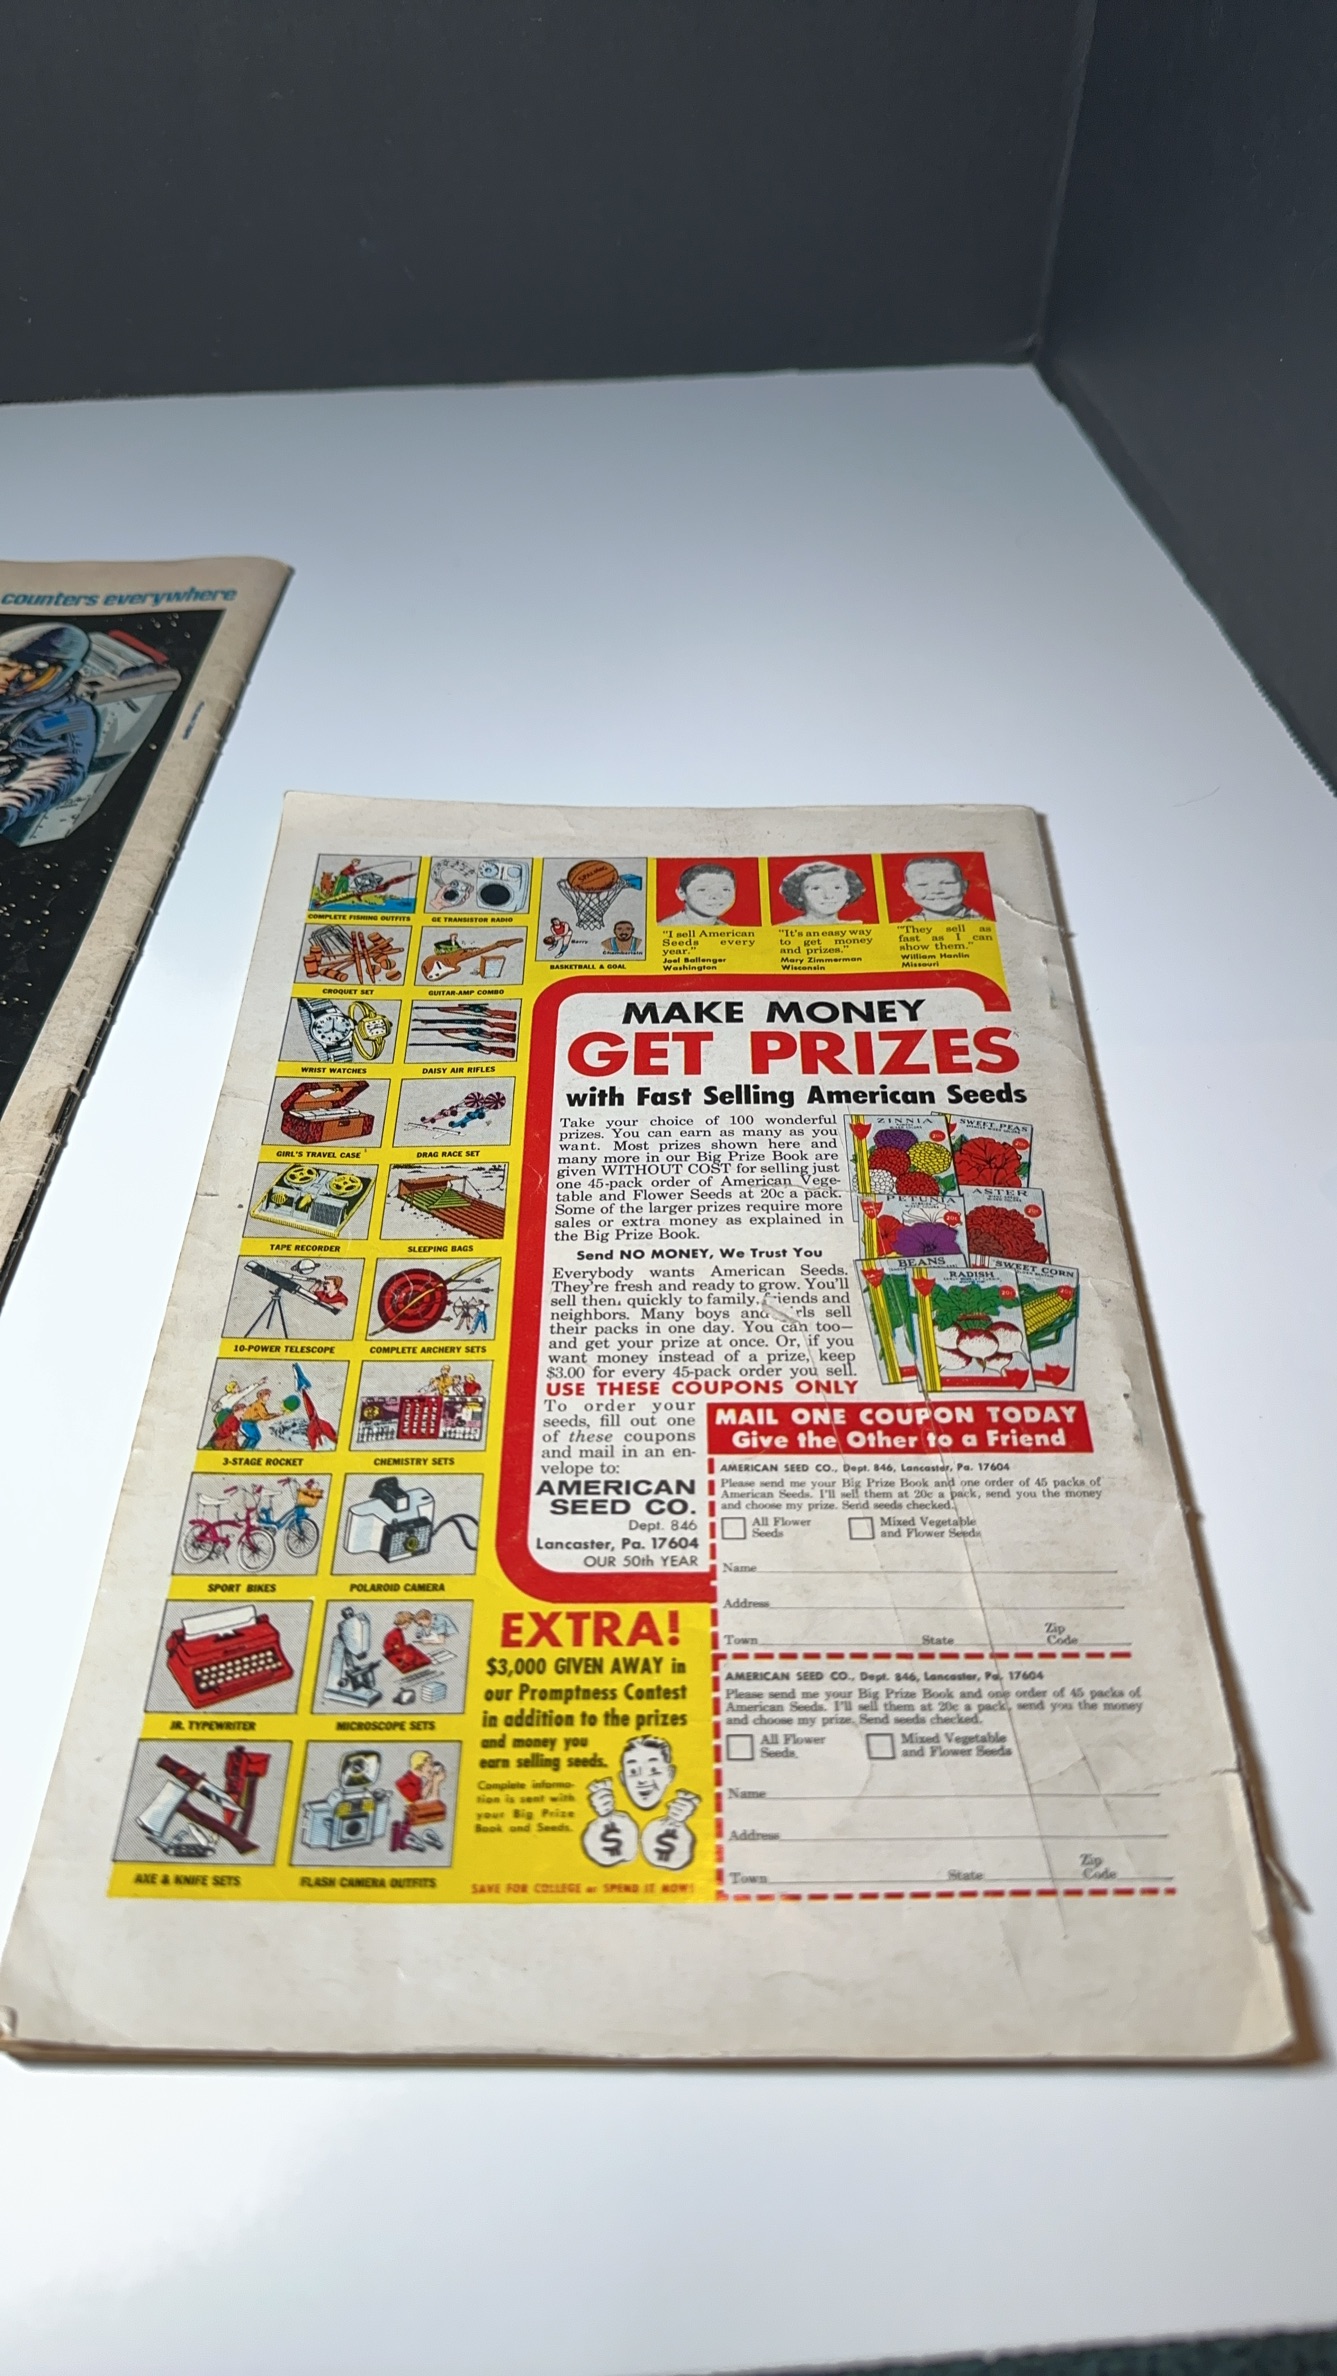 counters everywhere
COMPLETE FISHING OUTFITS
GE TRANSISTOR RADIO
SPALDING
Barry
Chamberlain
BASKETBALL & GOAL
"I sell American
Seeds every
year."
Joel Ballenger
Washington
"It's an easy way
to get money
and prizes."
Mary Zimmerman
Wisconsin
"They sell as
fast as I can
show them."
William Hanlin
Missouri
CROQUET SET
GUITAR-AMP COMBO
WRIST WATCHES
DAISY AIR RIFLES
GIRL'S TRAVEL CASE
DRAG RACE SET
TAPE RECORDER
SLEEPING BAGS
10-POWER TELESCOPE
COMPLETE ARCHERY SETS
3-STAGE ROCKET
CHEMISTRY SETS
SPORT BIKES
POLAROID CAMERA
JR. TYPEWRITER
MICROSCOPE SETS
AXE & KNIFE SETS
FLASH CAMERA OUTFITS
MAKE MONEY
GET PRIZES
with Fast Selling American Seeds
Take your choice of 100 wonderful
prizes. You can earn as many as you
want. Most prizes shown here and
many more in our Big Prize Book are
given WITHOUT COST for selling just
one 45-pack order of American Vege-
table and Flower Seeds at 20c a pack.
Some of the larger prizes require more
sales or extra money as explained in
the Big Prize Book.
Send NO MONEY, We Trust You
Everybody wants American Seeds.
They're fresh and ready to grow. You'll
sell them quickly to family, friends and
neighbors. Many boys and girls sell
their packs in one day. You can too—
and get your prize at once. Or, if you
want money instead of a prize, keep
$3.00 for every 45-pack order you sell.
USE THESE COUPONS ONLY
To order your
seeds, fill out one
of these coupons
and mail in an en-
velope to:
AMERICAN
SEED CO.
Dept. 846
Lancaster, Pa. 17604
OUR 50th YEAR
ZINNIA
SWEET PEAS
PETUNIA
ASTER
BEANS
RADISH
SWEET CORN
MAIL ONE COUPON TODAY
Give the Other to a Friend
AMERICAN SEED CO., Dept. 846, Lancaster, Pa. 17604
Please send me your Big Prize Book and one order of 45 packs of
American Seeds. I'll sell them at 20c a pack, send you the money
and choose my prize. Send seeds checked.
All Flower
Seeds
Mixed Vegetable
and Flower Seeds
Name
Address
Town State Zip
Code
AMERICAN SEED CO., Dept. 846, Lancaster, Pa. 17604
Please send me your Big Prize Book and one order of 45 packs of
American Seeds. I'll sell them at 20c a pack, send you the money
and choose my prize. Send seeds checked.
All Flower
Seeds
Mixed Vegetable
and Flower Seeds
Name
Address
Town State Zip
Code
EXTRA!
$3,000 GIVEN AWAY in
our Promptness Contest
in addition to the prizes
and money you
earn selling seeds.
Complete informa-
tion is sent with
your Big Prize
Book and Seeds.
$ $
SAVE FOR COLLEGE or SPEND IT NOW!